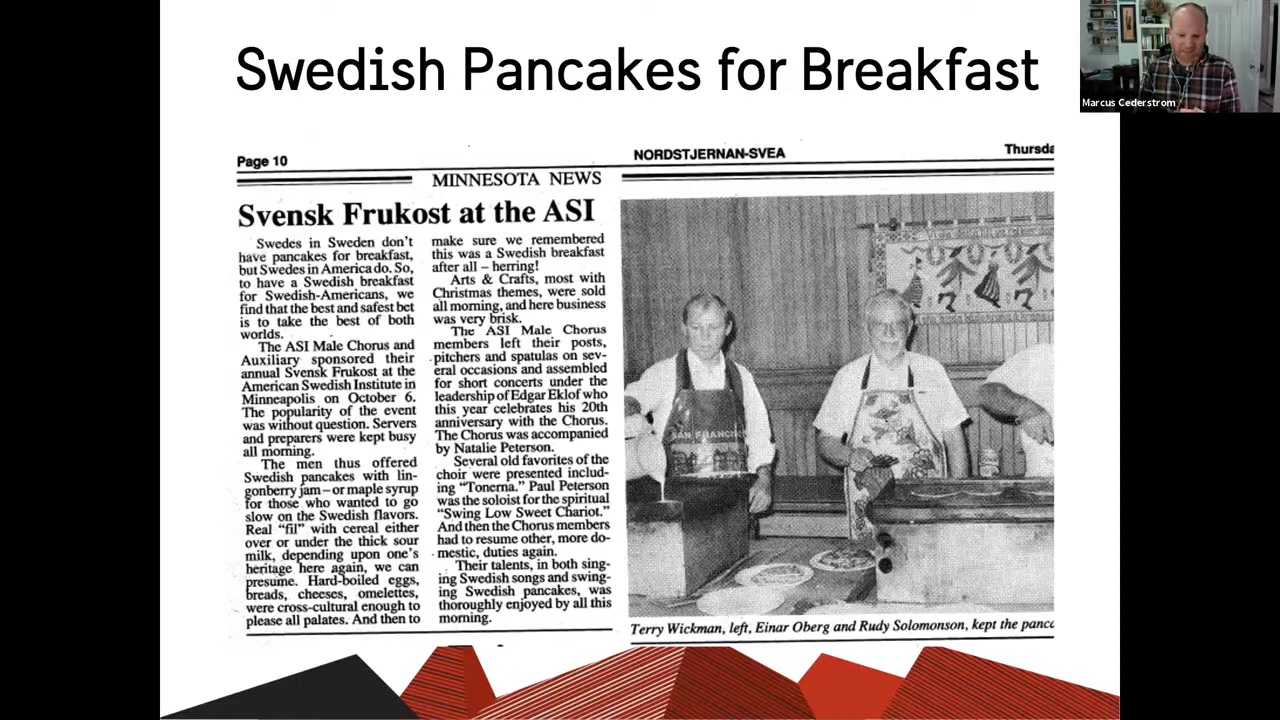 Swedish Pancakes for Breakfast
Marcus Cederstrom
Page 10
NORDSTJERNAN-SVEA
Thursda
MINNESOTA NEWS
Svensk Frukost at the ASI
Swedes in Sweden don't
have pancakes for breakfast,
but Swedes in America do. So,
to have a Swedish breakfast
for Swedish-Americans, we
find that the best and safest bet
is to take the best of both
worlds.
The ASI Male Chorus and
Auxiliary sponsored their
annual Svensk Frukost at the
American Swedish Institute in
Minneapolis on October 6.
The popularity of the event
was without question. Servers
and preparers were kept busy
all morning.
The men thus offered
Swedish pancakes with lin-
gonberry jam – or maple syrup
for those who wanted to go
slow on the Swedish flavors.
Real "fil" with cereal either
over or under the thick sour
milk, depending upon one's
heritage here again, we can
presume. Hard-boiled eggs,
breads, cheeses, omelettes,
were cross-cultural enough to
please all palates. And then to
make sure we remembered
this was a Swedish breakfast
after all – herring!
Arts & Crafts, most with
Christmas themes, were sold
all morning, and here business
was very brisk.
The ASI Male Chorus
members left their posts,
pitchers and spatulas on sev-
eral occasions and assembled
for short concerts under the
leadership of Edgar Eklof who
this year celebrates his 20th
anniversary with the Chorus.
The Chorus was accompanied
by Natalie Peterson.
Several old favorites of the
choir were presented includ-
ing "Tonerna." Paul Peterson
was the soloist for the spiritual
"Swing Low Sweet Chariot."
And then the Chorus members
had to resume other, more do-
mestic, duties again.
Their talents, in both sing-
ing Swedish songs and swing-
ing Swedish pancakes, was
thoroughly enjoyed by all this
morning.
SAN FRANCISCO
Terry Wickman, left, Einar Oberg and Rudy Solomonson, kept the panca